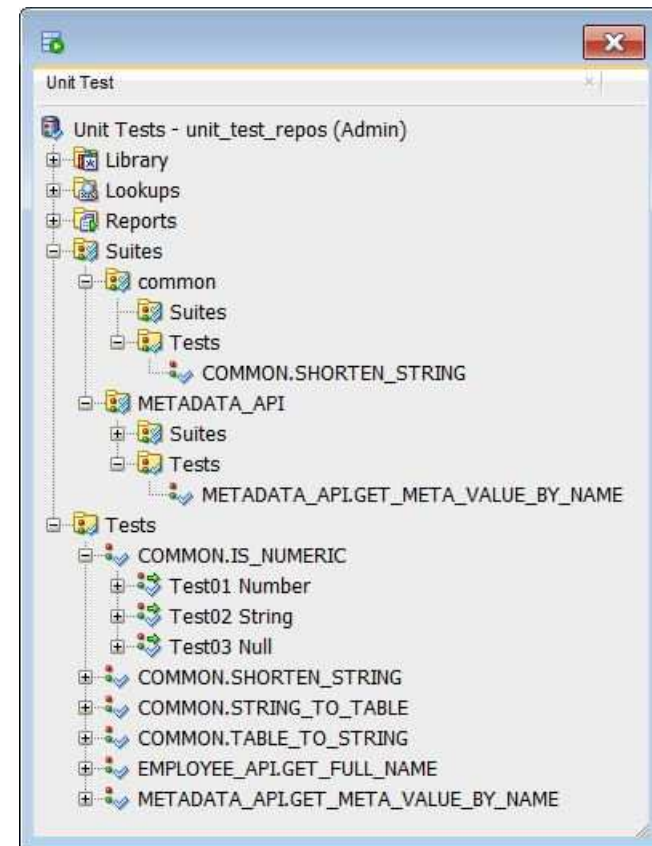 Unit Test
Unit Tests - unit_test_repos (Admin)
Library
Lookups
Reports
Suites
common
Suites
Tests
COMMON.SHORTEN_STRING
METADATA_API
Suites
Tests
METADATA_API.GET_META_VALUE_BY_NAME
Tests
COMMON.IS_NUMERIC
Test01 Number
Test02 String
Test03 Null
COMMON.SHORTEN_STRING
COMMON.STRING_TO_TABLE
COMMON.TABLE_TO_STRING
EMPLOYEE_API.GET_FULL_NAME
METADATA_API.GET_META_VALUE_BY_NAME